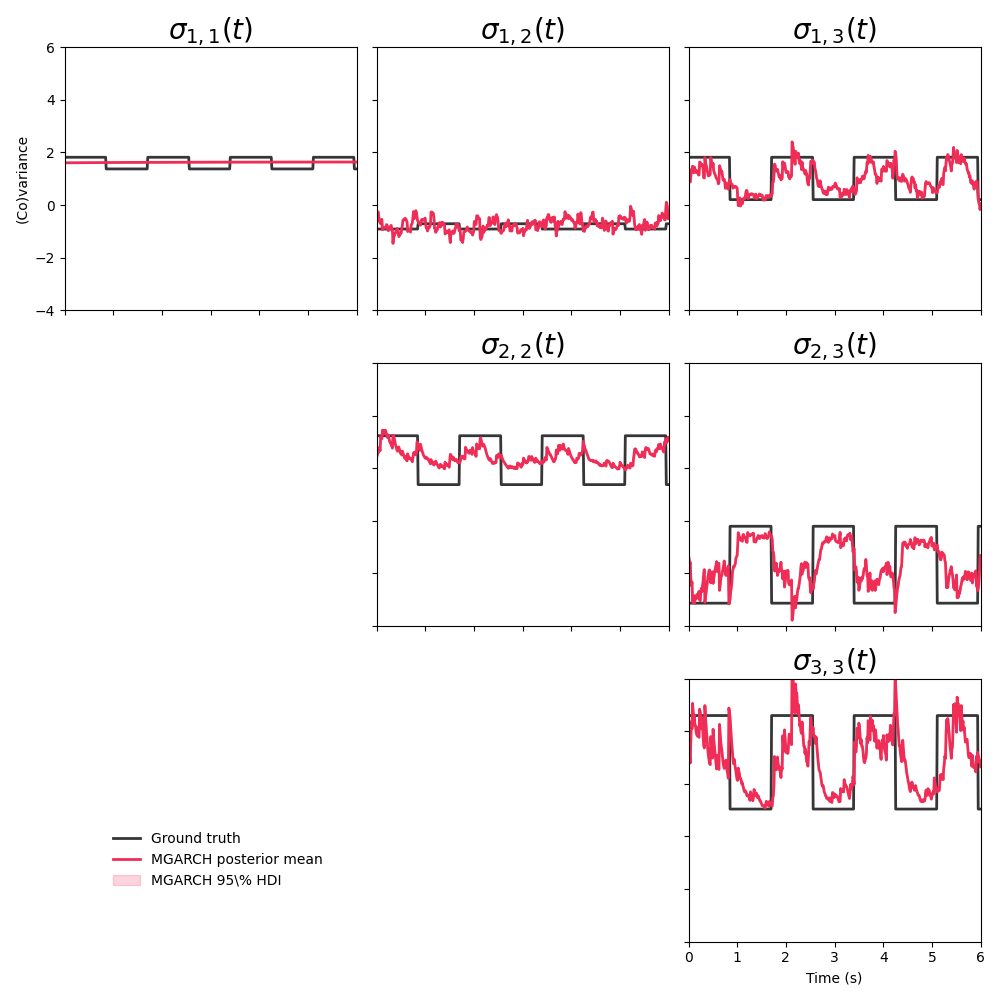 σ1,1(t)
σ1,2(t)
σ1,3(t)
6
4
2
0
−2
−4
(Co)variance
σ2,2(t)
σ2,3(t)
σ3,3(t)
Ground truth
MGARCH posterior mean
MGARCH 95\% HDI
0 1 2 3 4 5 6
Time (s)